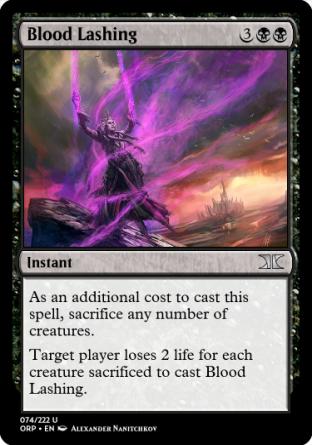 Blood Lashing 3
Instant
As an additional cost to cast this
spell, sacrifice any number of
creatures.
Target player loses 2 life for each
creature sacrificed to cast Blood
Lashing.
074/222 U
ORP • EN Alexander Nanitchkov